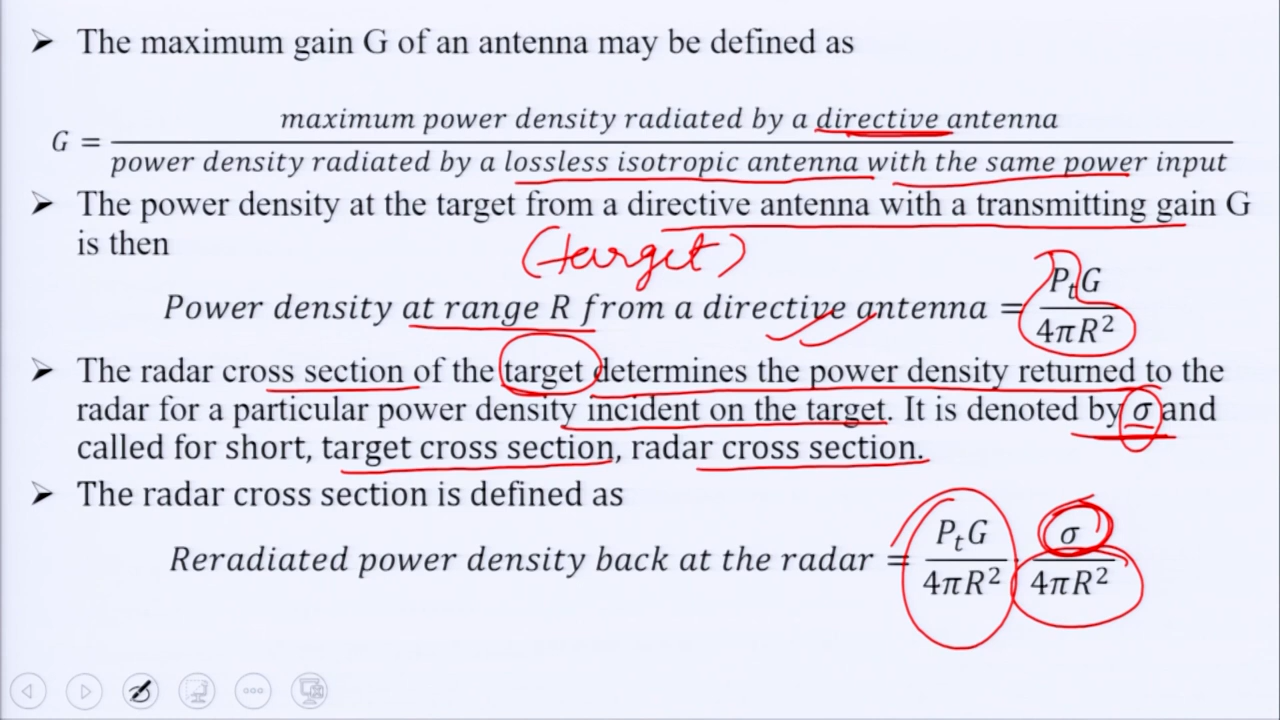 ➢ The maximum gain G of an antenna may be defined as
G = maximum power density radiated by a directive antenna / power density radiated by a lossless isotropic antenna with the same power input
➢ The power density at the target from a directive antenna with a transmitting gain G
is then
(target)
Power density at range R from a directive antenna = PₜG / 4πR²
➢ The radar cross section of the target determines the power density returned to the
radar for a particular power density incident on the target. It is denoted by σ and
called for short, target cross section, radar cross section.
➢ The radar cross section is defined as
Reradiated power density back at the radar = PₜG / 4πR² · σ / 4πR²